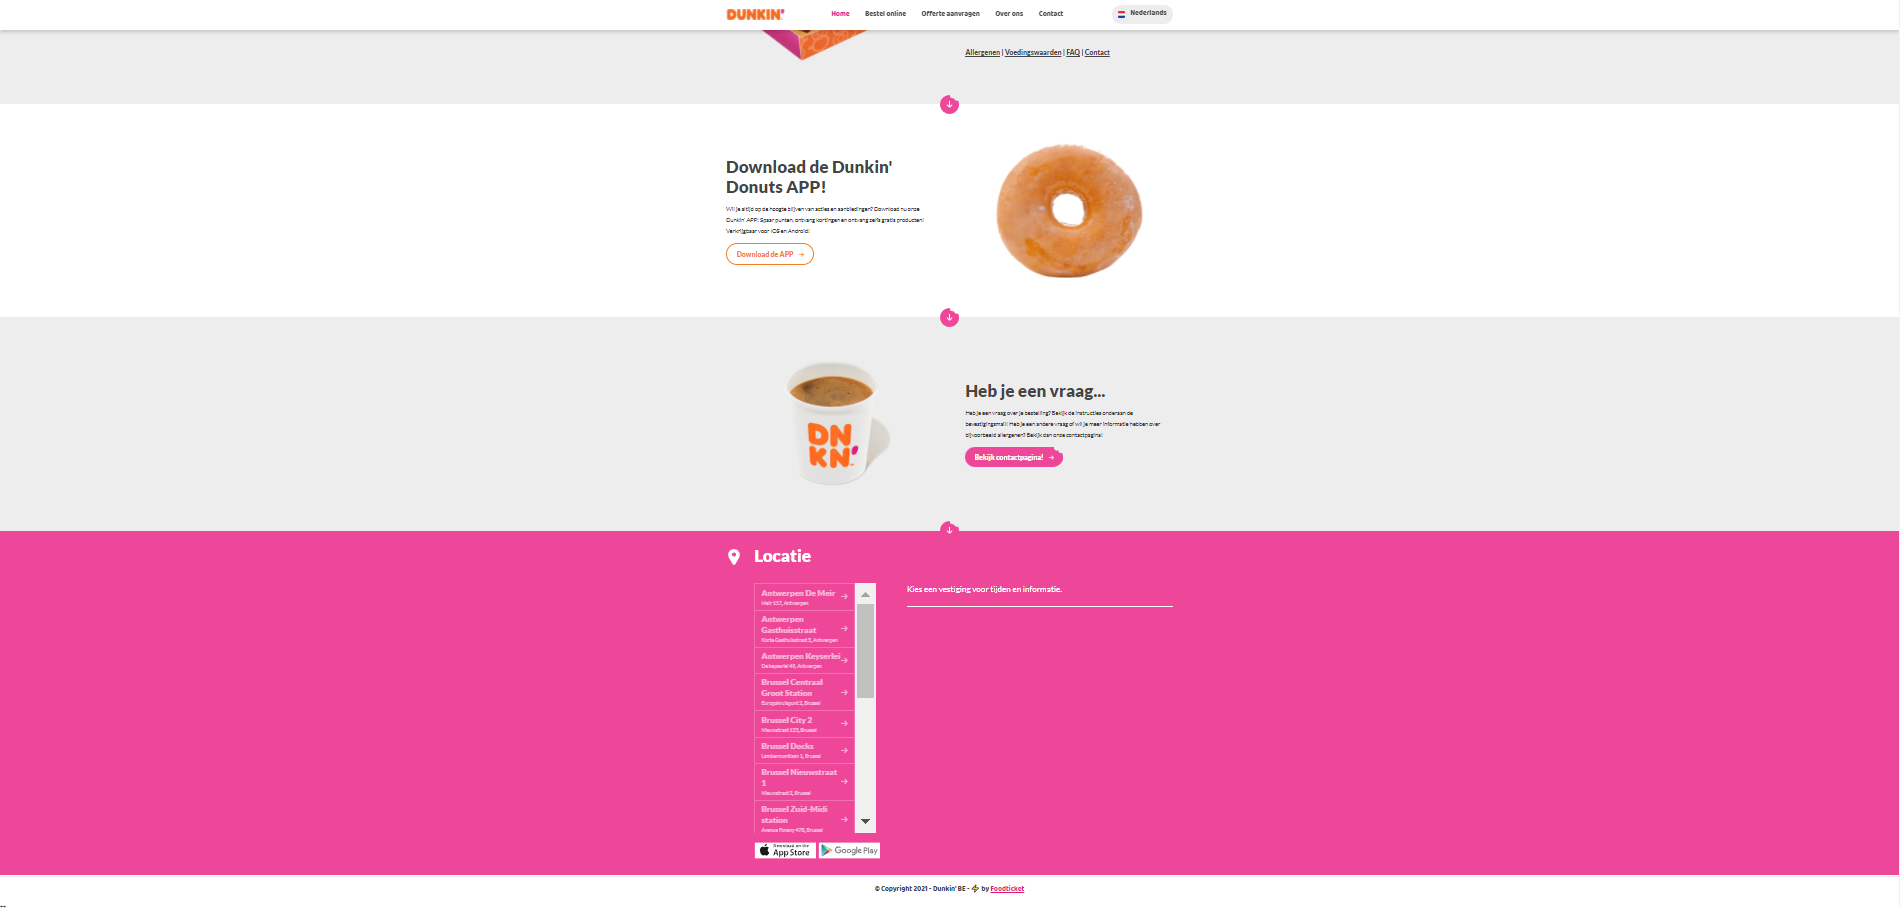 DUNKIN'
Home
Bestel online
Offerte aanvragen
Over ons
Contact
Nederlands
Allergenen | Voedingswaarden | FAQ | Contact
Download de Dunkin'
Donuts APP!
Wil je altijd op de hoogte blijven van acties en aanbiedingen? Download nu onze
Dunkin' APP! Spaar punten, ontvang kortingen en ontvang zelfs gratis producten!
Verkrijgbaar voor iOS en Android!
Download de APP
DN
KN'
Heb je een vraag...
Heb je een vraag over je bestelling? Bekijk de instructies onderaan de
bevestigingsmail! Heb je een andere vraag of wil je meer informatie hebben over
bijvoorbeeld allergenen? Bekijk dan onze contactpagina!
Bekijk contactpagina!
Locatie
Kies een vestiging voor tijden en informatie.
Antwerpen De Meir
Meir 117, Antwerpen
Antwerpen
Gasthuisstraat
Korte Gasthuisstraat 5, Antwerpen
Antwerpen Keyserlei
De keyserlei 49, Antwerpen
Brussel Centraal
Groot Station
Europakruispunt 2, Brussel
Brussel City 2
Nieuwstraat 123, Brussel
Brussel Docks
Lambermontlaan 1, Brussel
Brussel Nieuwstraat
1
Nieuwstraat 2, Brussel
Brussel Zuid-Midi
station
Avenue Fonsny 47B, Brussel
Download on the
App Store
Google Play
© Copyright 2021 - Dunkin' BE - ⚡ by Foodticket